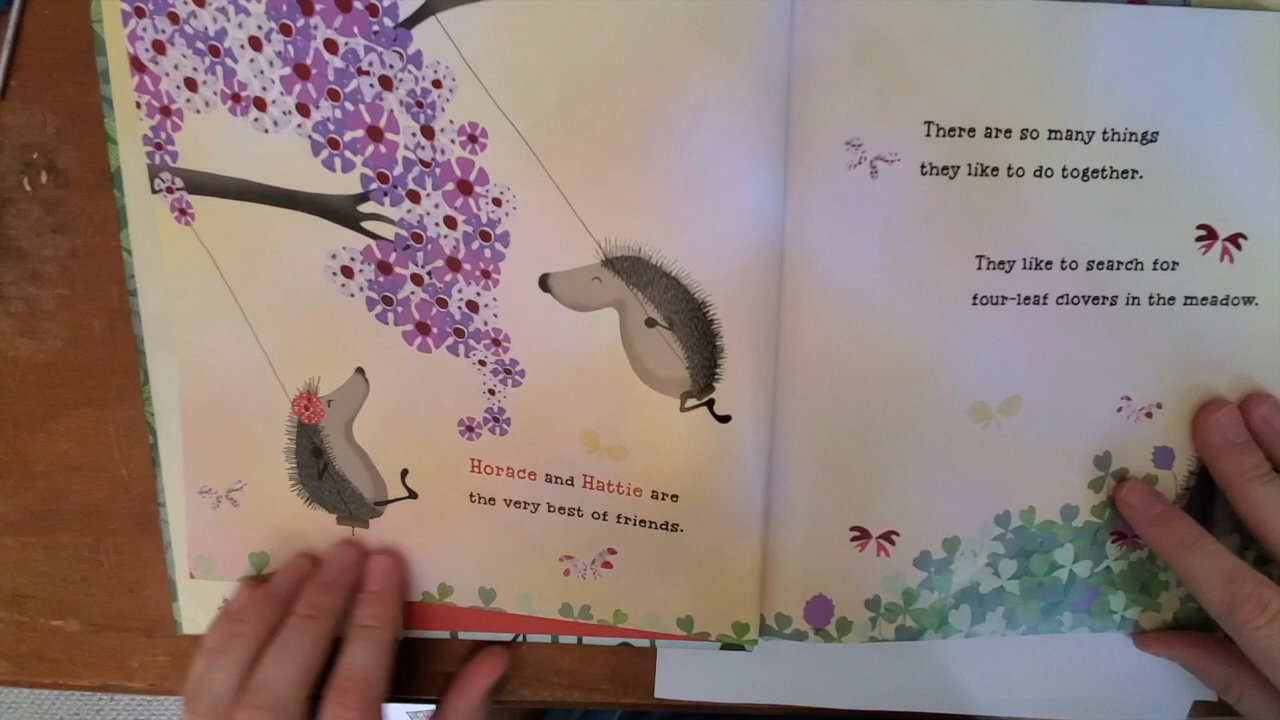 Horace and Hattie are
the very best of friends.
There are so many things
they like to do together.
They like to search for
four-leaf clovers in the meadow.